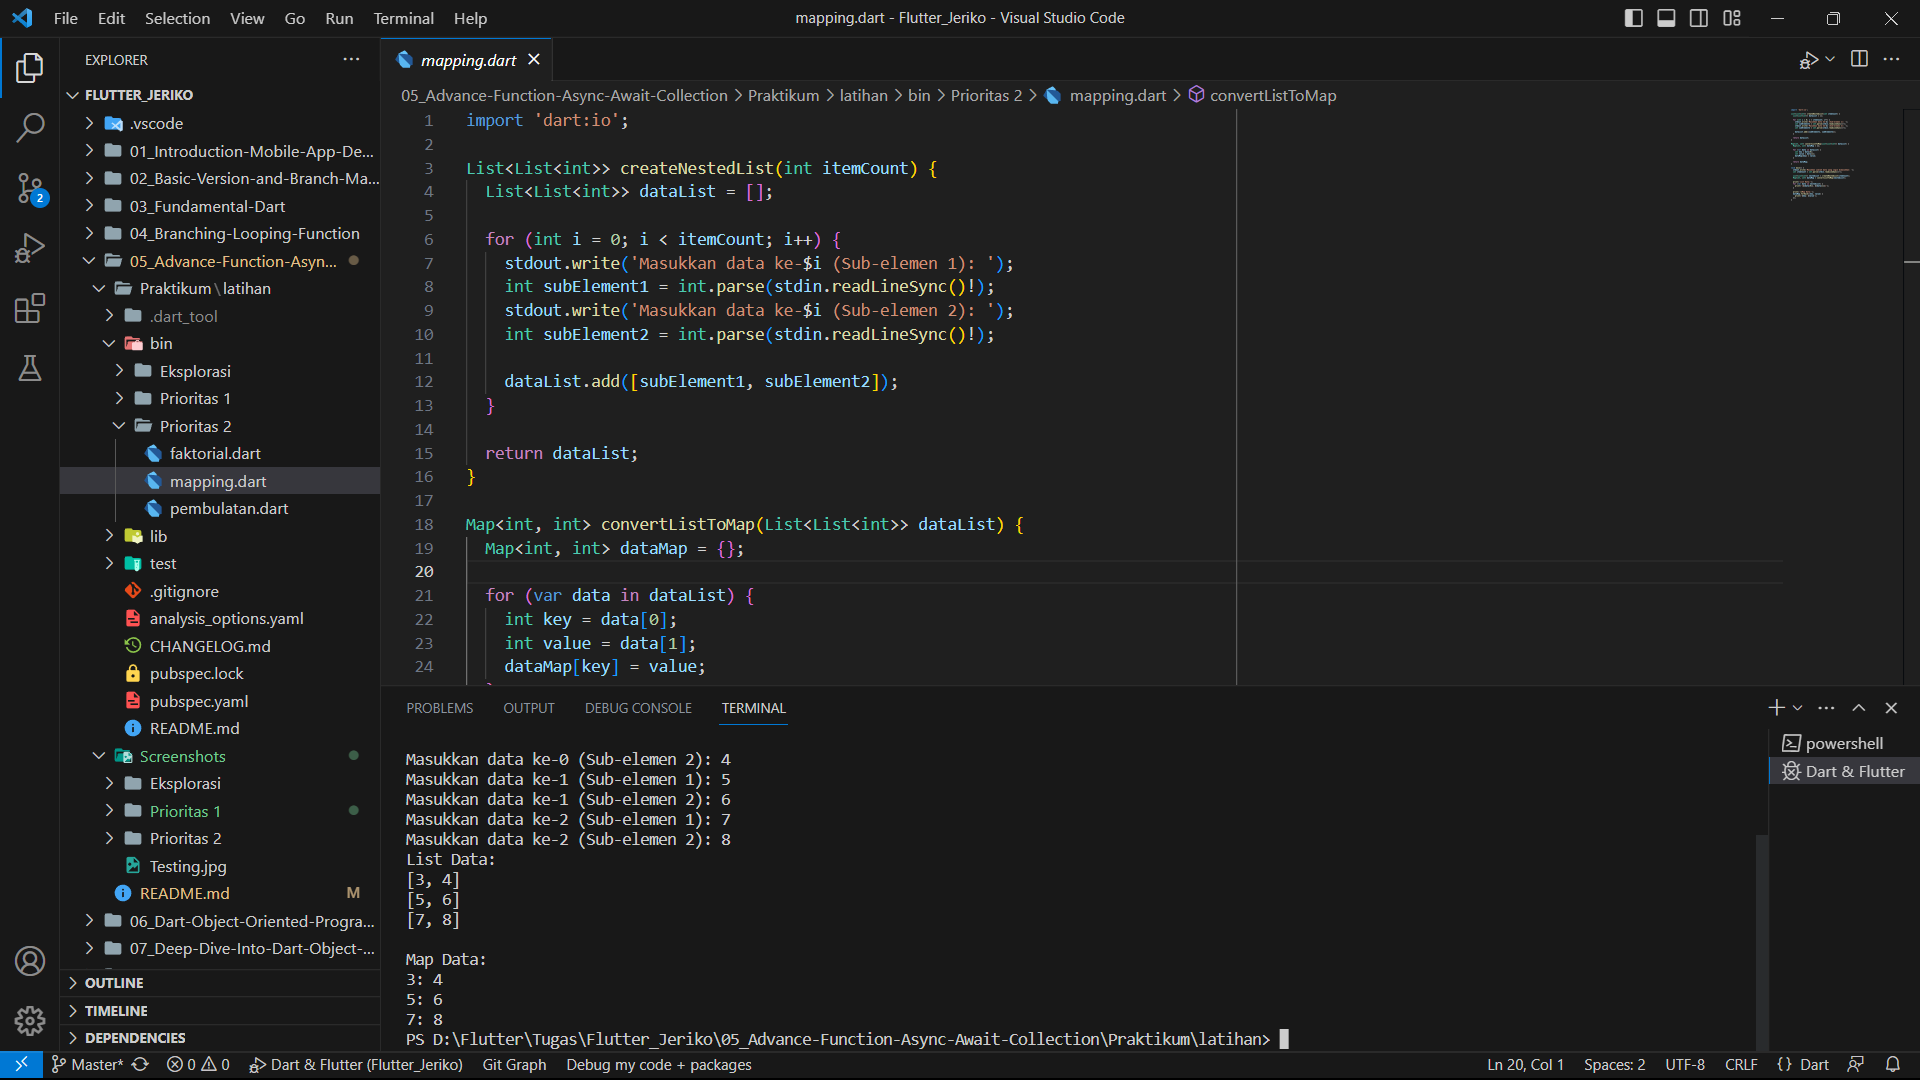 File Edit Selection View Go Run Terminal Help
mapping.dart - Flutter_Jeriko - Visual Studio Code
EXPLORER
FLUTTER_JERIKO
.vscode
01_Introduction-Mobile-App-De...
02_Basic-Version-and-Branch-Ma...
03_Fundamental-Dart
04_Branching-Looping-Function
05_Advance-Function-Asyn...
Praktikum\latihan
.dart_tool
bin
Eksplorasi
Prioritas 1
Prioritas 2
faktorial.dart
mapping.dart
pembulatan.dart
lib
test
.gitignore
analysis_options.yaml
CHANGELOG.md
pubspec.lock
pubspec.yaml
README.md
Screenshots
Eksplorasi
Prioritas 1
Prioritas 2
Testing.jpg
README.md M
06_Dart-Object-Oriented-Progra...
07_Deep-Dive-Into-Dart-Object-...
OUTLINE
TIMELINE
DEPENDENCIES
2
mapping.dart
05_Advance-Function-Async-Await-Collection > Praktikum > latihan > bin > Prioritas 2 > mapping.dart > convertListToMap
1 import 'dart:io';
2
3 List<List<int>> createNestedList(int itemCount) {
4 List<List<int>> dataList = [];
5
6 for (int i = 0; i < itemCount; i++) {
7 stdout.write('Masukkan data ke-$i (Sub-elemen 1): ');
8 int subElement1 = int.parse(stdin.readLineSync()!);
9 stdout.write('Masukkan data ke-$i (Sub-elemen 2): ');
10 int subElement2 = int.parse(stdin.readLineSync()!);
11
12 dataList.add([subElement1, subElement2]);
13 }
14
15 return dataList;
16 }
17
18 Map<int, int> convertListToMap(List<List<int>> dataList) {
19 Map<int, int> dataMap = {};
20
21 for (var data in dataList) {
22 int key = data[0];
23 int value = data[1];
24 dataMap[key] = value;
PROBLEMS OUTPUT DEBUG CONSOLE TERMINAL
Masukkan data ke-0 (Sub-elemen 2): 4
Masukkan data ke-1 (Sub-elemen 1): 5
Masukkan data ke-1 (Sub-elemen 2): 6
Masukkan data ke-2 (Sub-elemen 1): 7
Masukkan data ke-2 (Sub-elemen 2): 8
List Data:
[3, 4]
[5, 6]
[7, 8]
Map Data:
3: 4
5: 6
7: 8
PS D:\Flutter\Tugas\Flutter_Jeriko\05_Advance-Function-Async-Await-Collection\Praktikum\latihan>
powershell
Dart & Flutter
Master* 0 0 Dart & Flutter (Flutter_Jeriko) Git Graph Debug my code + packages
Ln 20, Col 1 Spaces: 2 UTF-8 CRLF {} Dart